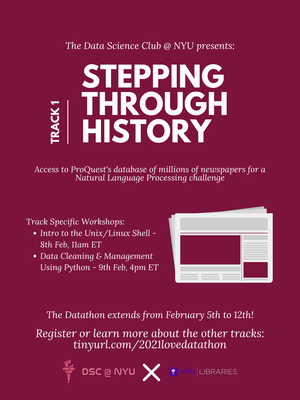 The Data Science Club @ NYU presents:
TRACK 1
STEPPING
THROUGH
HISTORY
Access to ProQuest's database of millions of newspapers for a
Natural Language Processing challenge
Track Specific Workshops:
• Intro to the Unix/Linux Shell -
8th Feb, 11am ET
• Data Cleaning & Management
Using Python - 9th Feb, 4pm ET
The Datathon extends from February 5th to 12th!
Register or learn more about the other tracks:
tinyurl.com/2021lovedatathon
DSC @ NYU
NYU | LIBRARIES